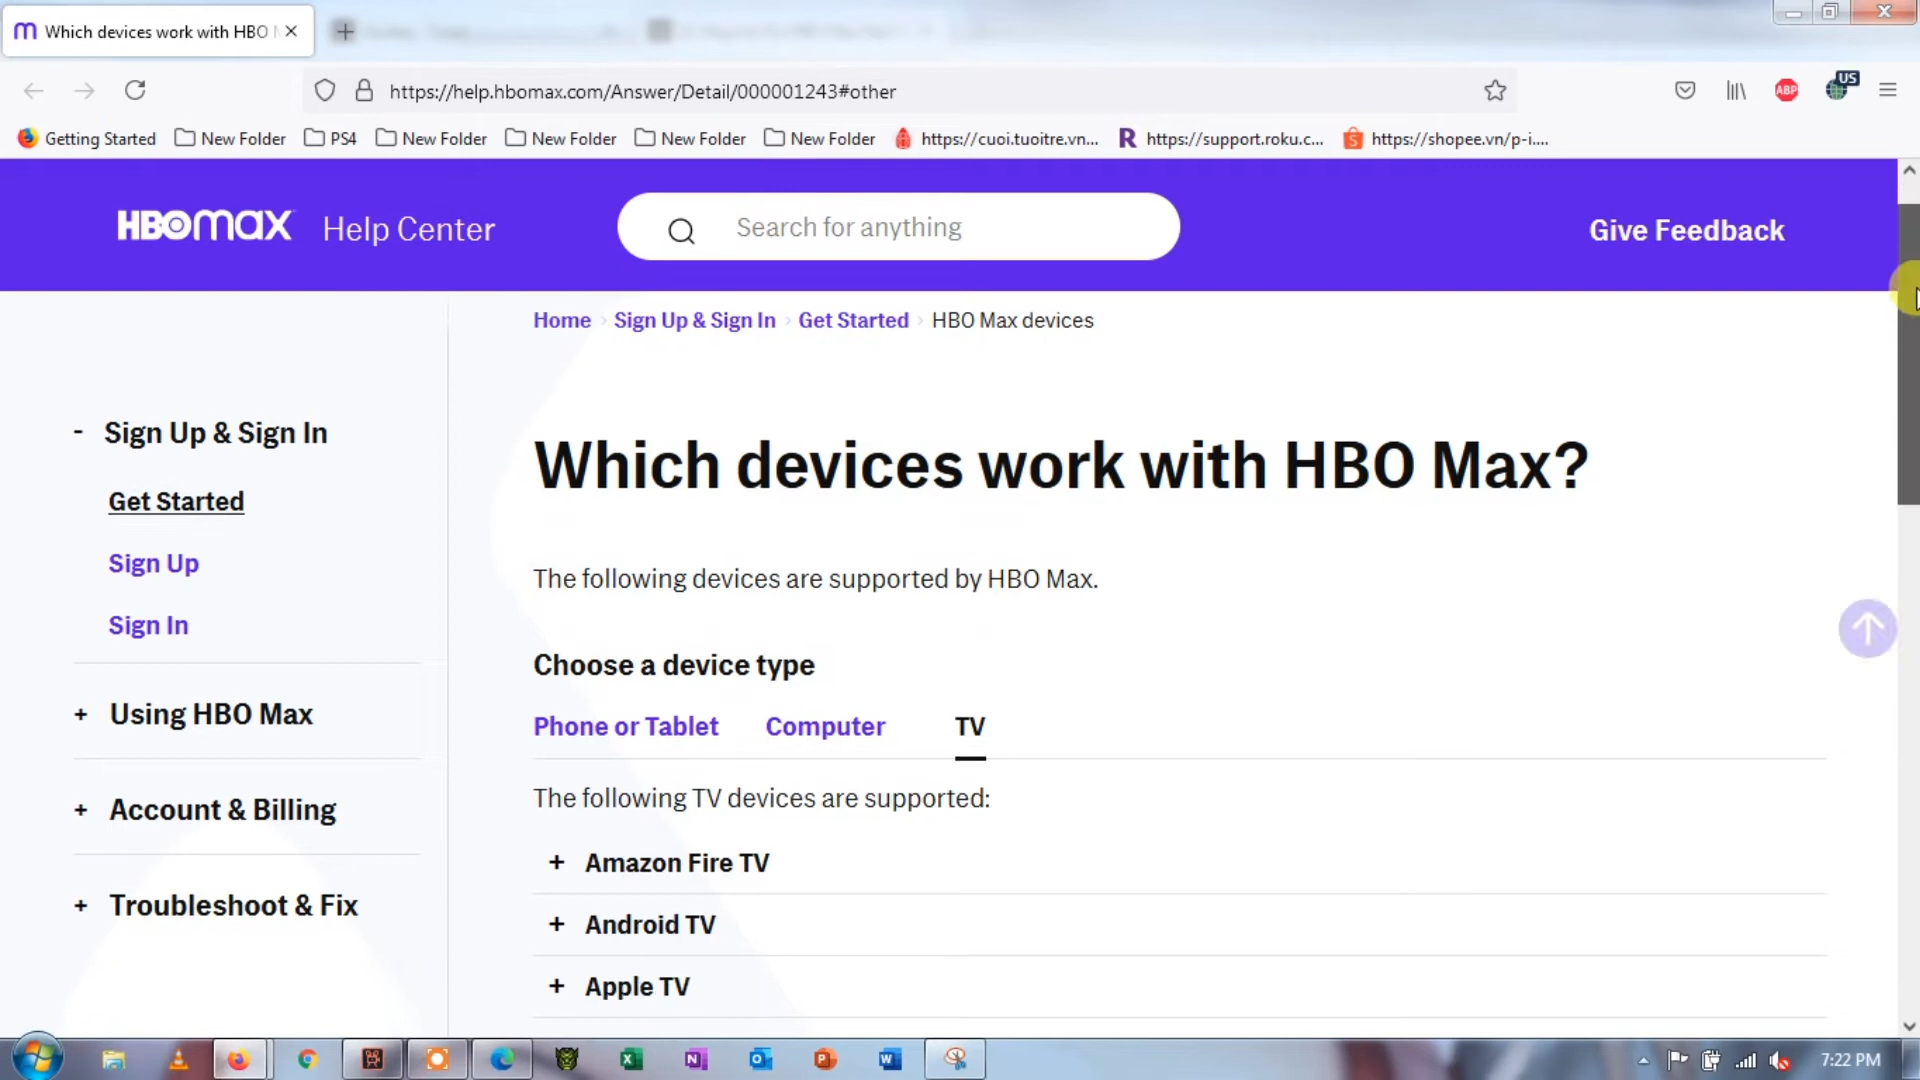 Which devices work with HBO
https://help.hbomax.com/Answer/Detail/000001243#other
ABP
US
Getting Started
New Folder
PS4
New Folder
New Folder
New Folder
New Folder
https://cuoi.tuoitre.vn...
https://support.roku.c...
https://shopee.vn/p-i....
HBOMAX
Help Center
Search for anything
Give Feedback
Home
Sign Up & Sign In
Get Started
HBO Max devices
- Sign Up & Sign In
Get Started
Sign Up
Sign In
+ Using HBO Max
+ Account & Billing
+ Troubleshoot & Fix
Which devices work with HBO Max?
The following devices are supported by HBO Max.
Choose a device type
Phone or Tablet
Computer
TV
The following TV devices are supported:
+ Amazon Fire TV
+ Android TV
+ Apple TV
7:22 PM